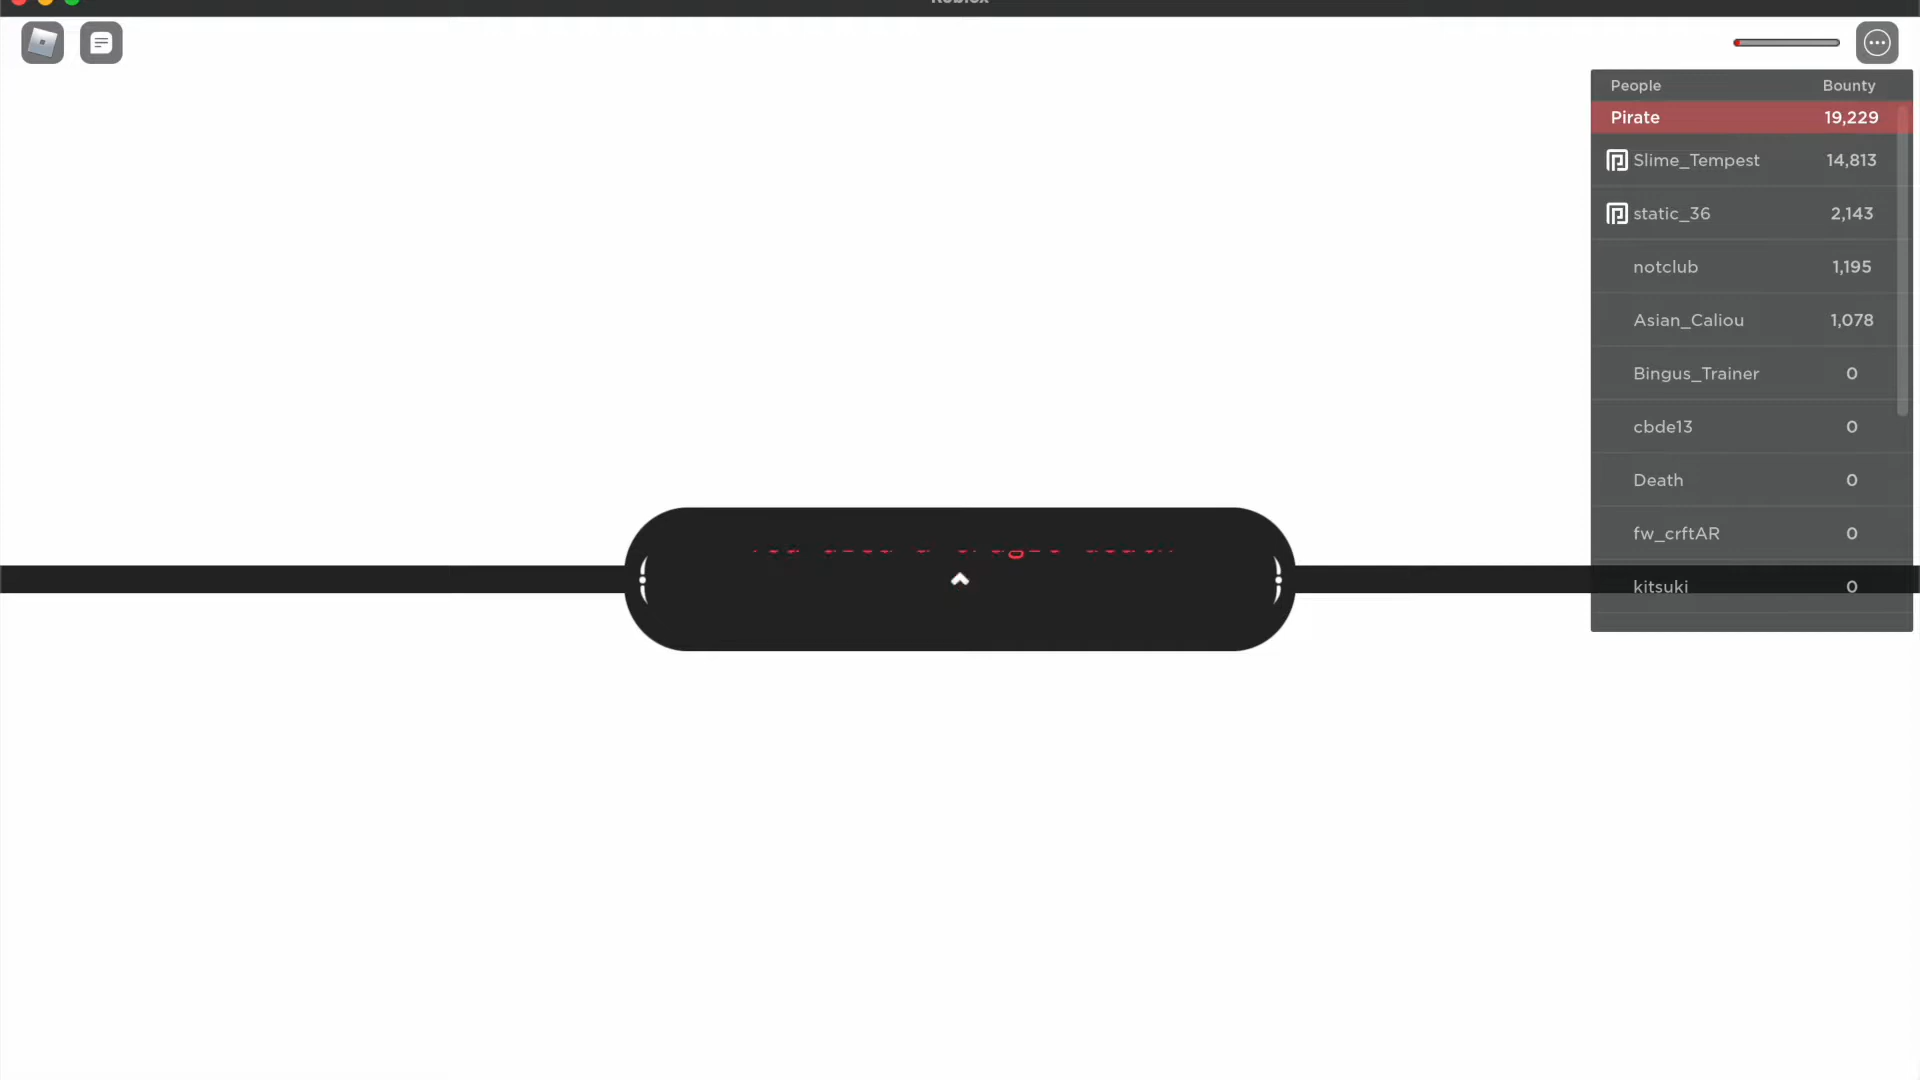 People Bounty
Pirate 19,229
Slime_Tempest 14,813
static_36 2,143
notclub 1,195
Asian_Caliou 1,078
Bingus_Trainer 0
cbde13 0
Death 0
fw_crftAR 0
kitsuki 0